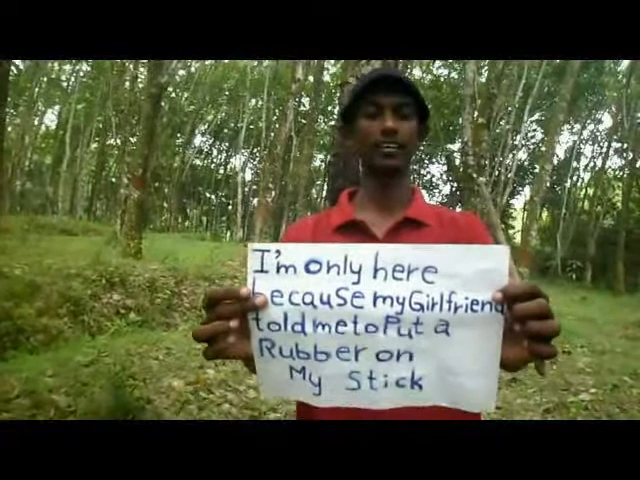 I'm only here
because my Girlfriend
told me to Put a
Rubber on
My Stick